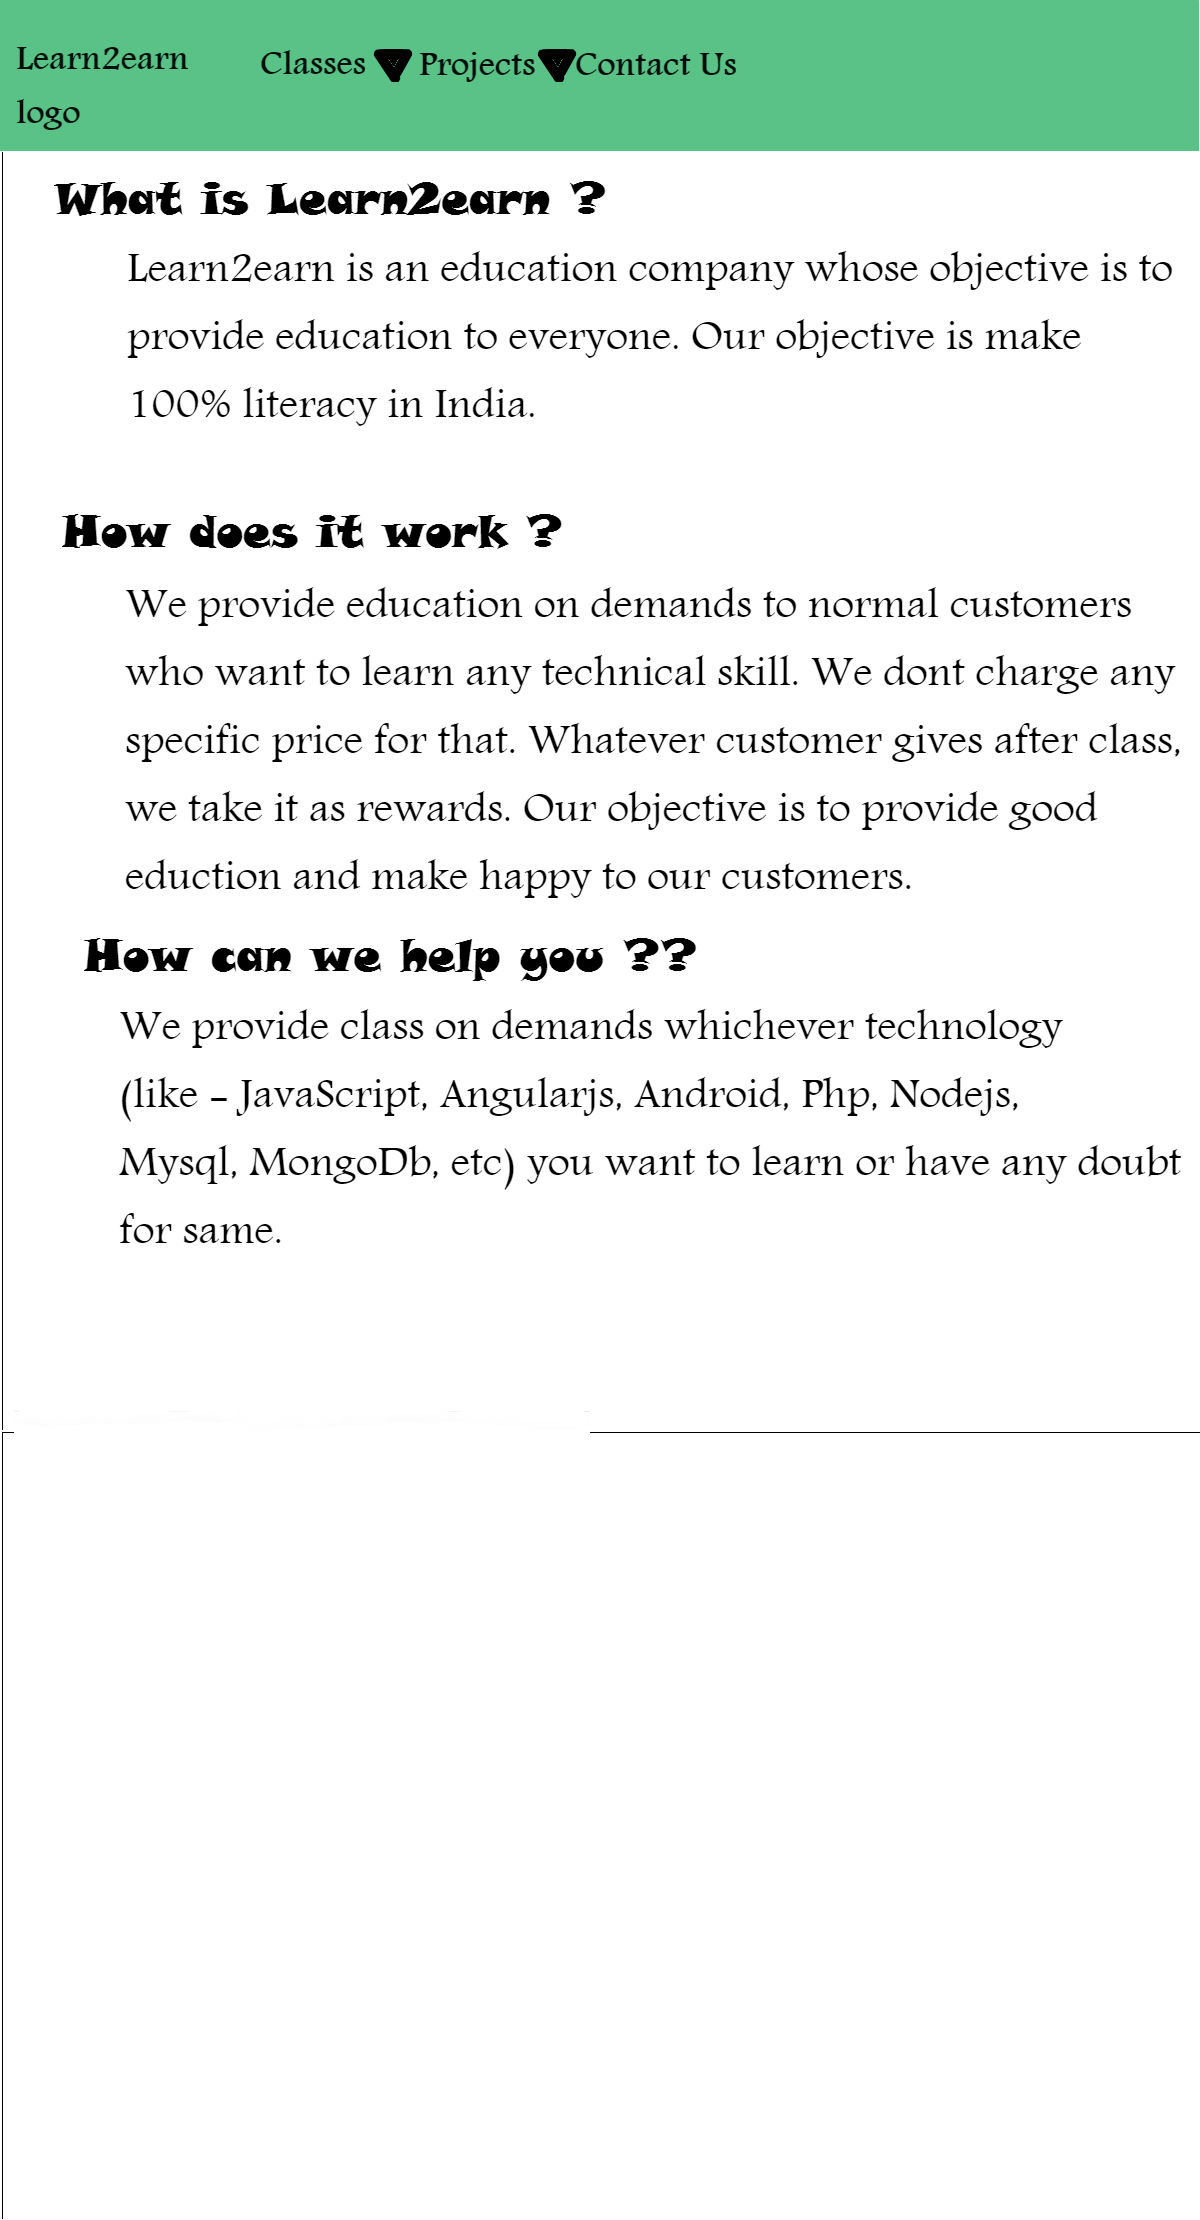 Learn2earn
logo
Classes Projects Contact Us
What is Learn2earn ?
Learn2earn is an education company whose objective is to
provide education to everyone. Our objective is make
100% literacy in India.
How does it work ?
We provide education on demands to normal customers
who want to learn any technical skill. We dont charge any
specific price for that. Whatever customer gives after class,
we take it as rewards. Our objective is to provide good
eduction and make happy to our customers.
How can we help you ??
We provide class on demands whichever technology
(like – JavaScript, Angularjs, Android, Php, Nodejs,
Mysql, MongoDb, etc) you want to learn or have any doubt
for same.